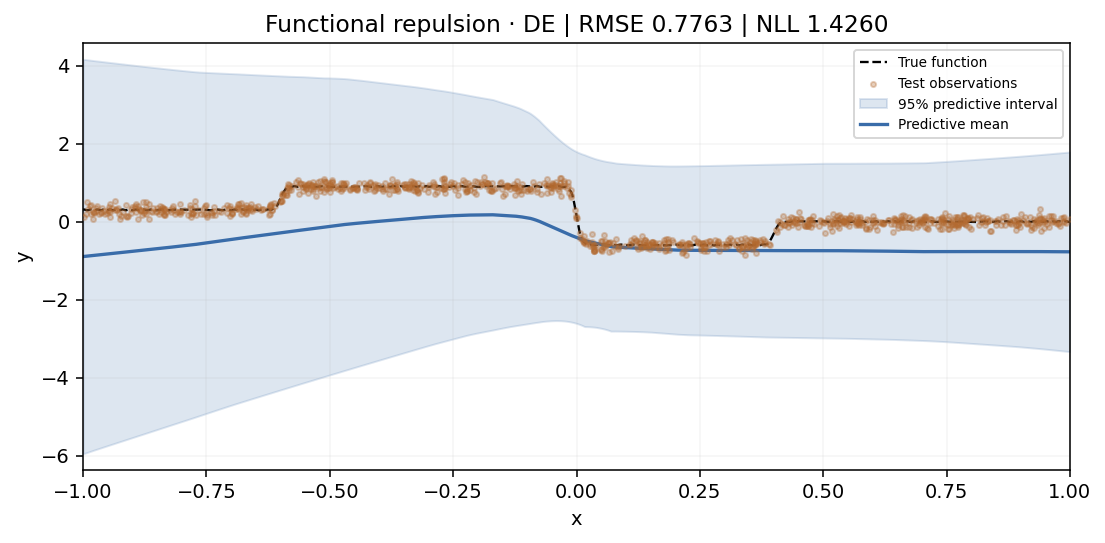 Functional repulsion · DE | RMSE 0.7763 | NLL 1.4260
True function
Test observations
95% predictive interval
Predictive mean
y
4
2
0
−2
−4
−6
−1.00 −0.75 −0.50 −0.25 0.00 0.25 0.50 0.75 1.00
x